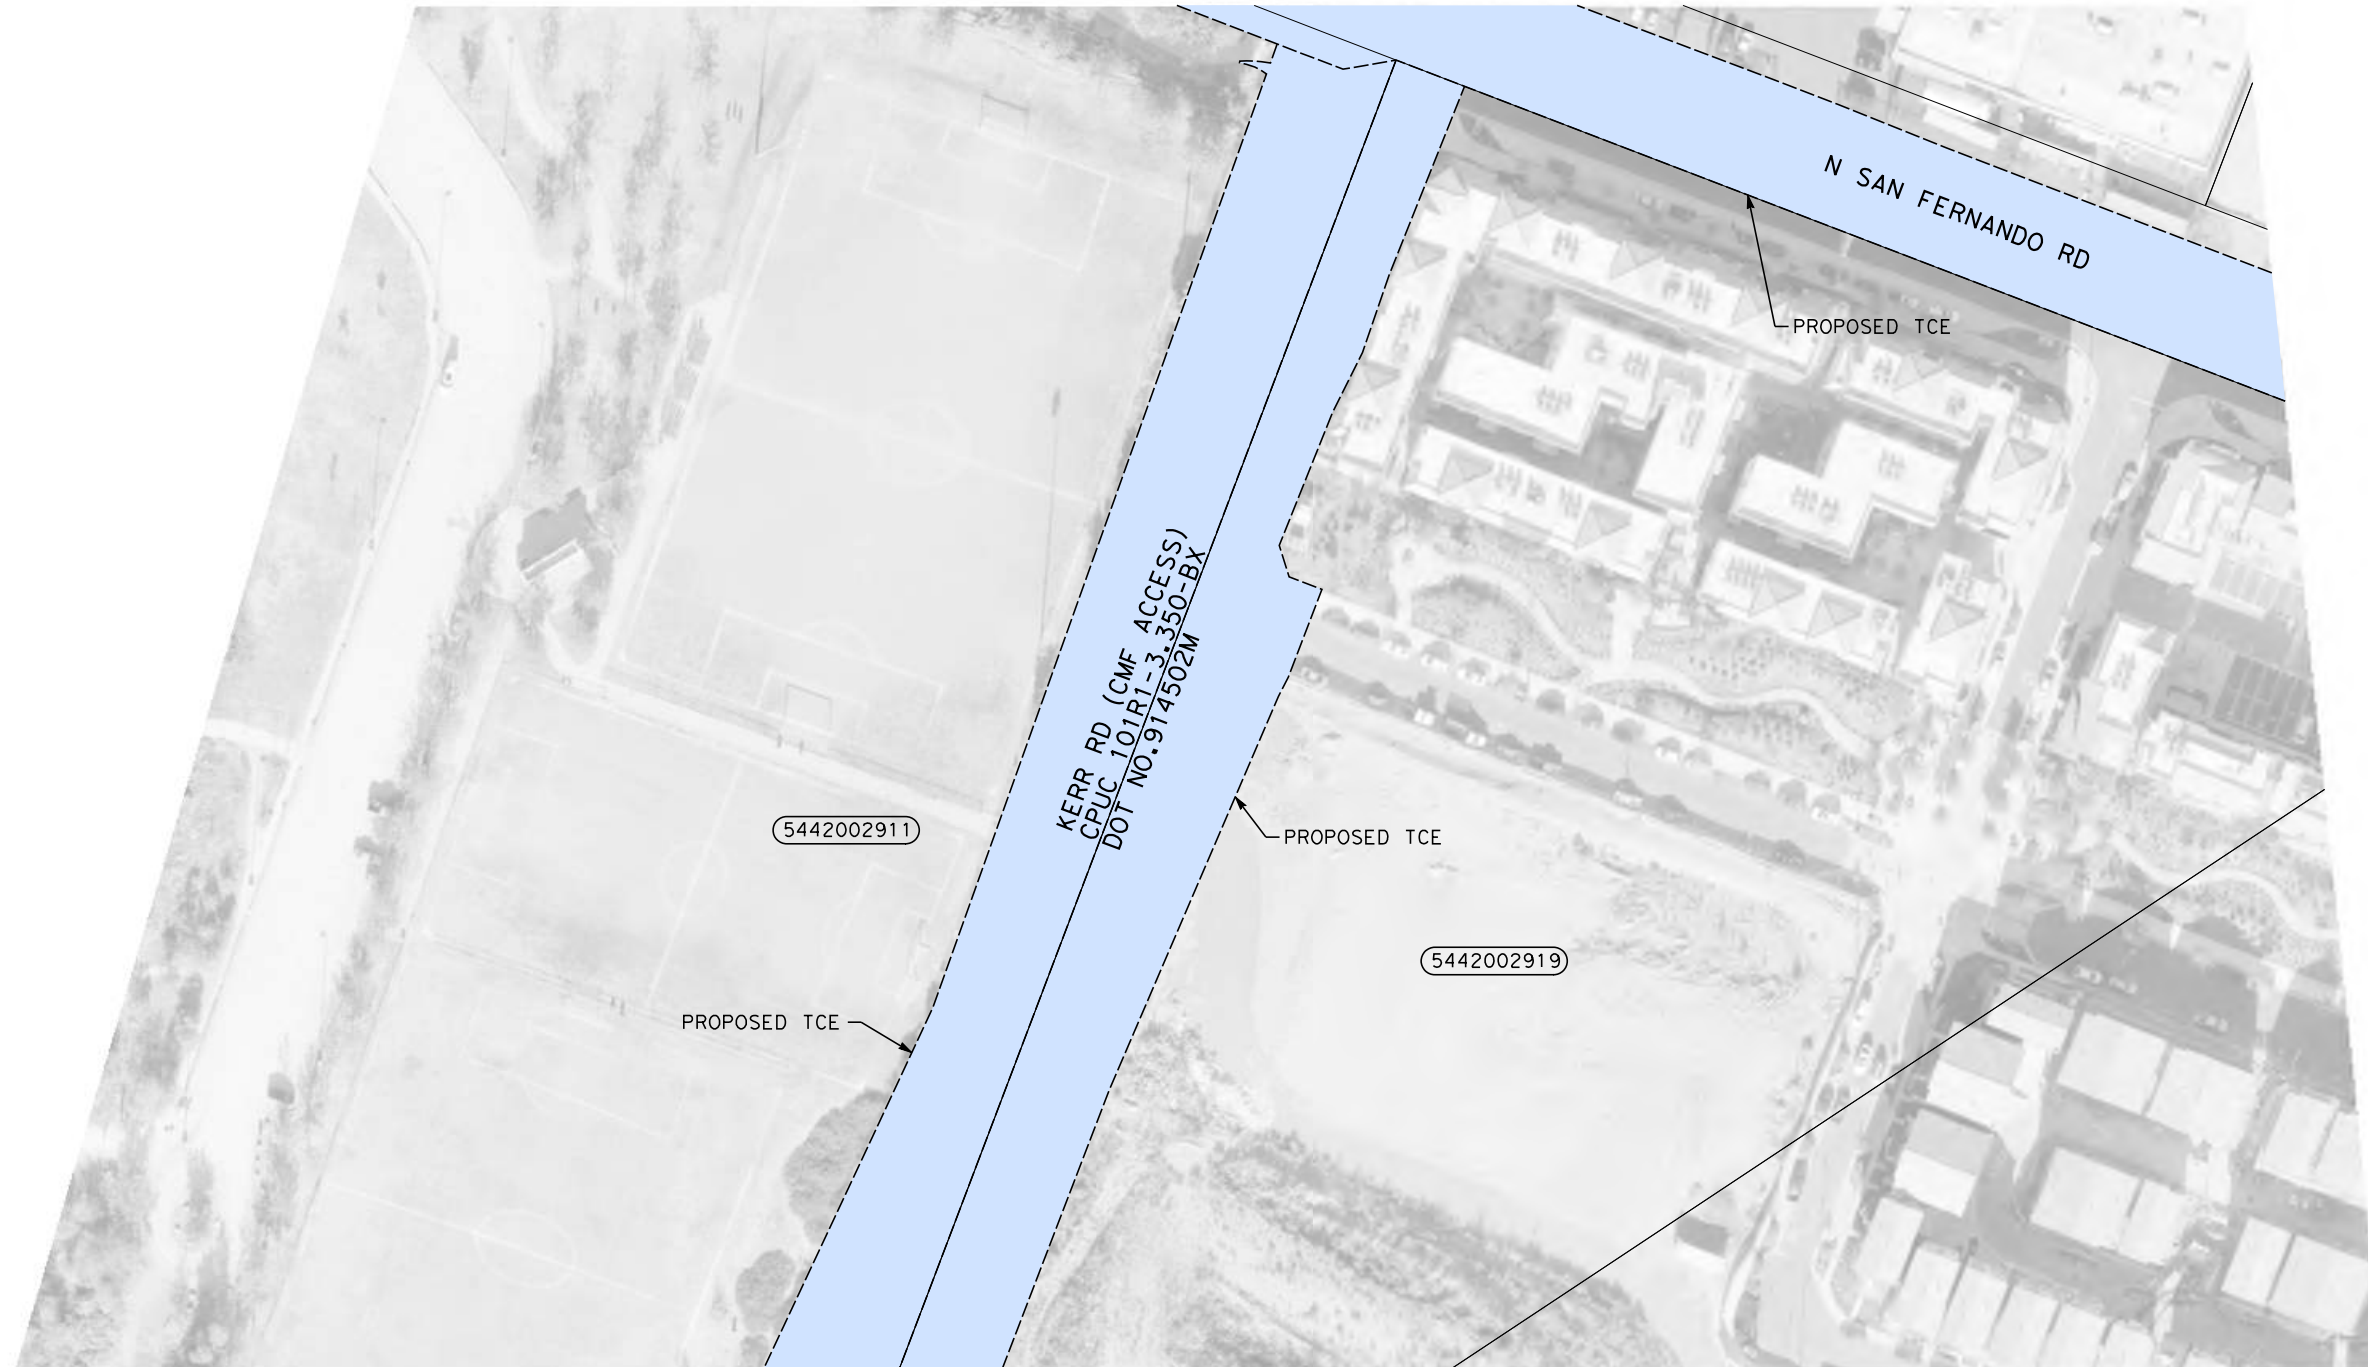 N SAN FERNANDO RD
PROPOSED TCE
KERR RD (CMF ACCESS)
CPUC 101R1-3.350-BX
DOT NO.914502M
5442002911
PROPOSED TCE
5442002919
PROPOSED TCE